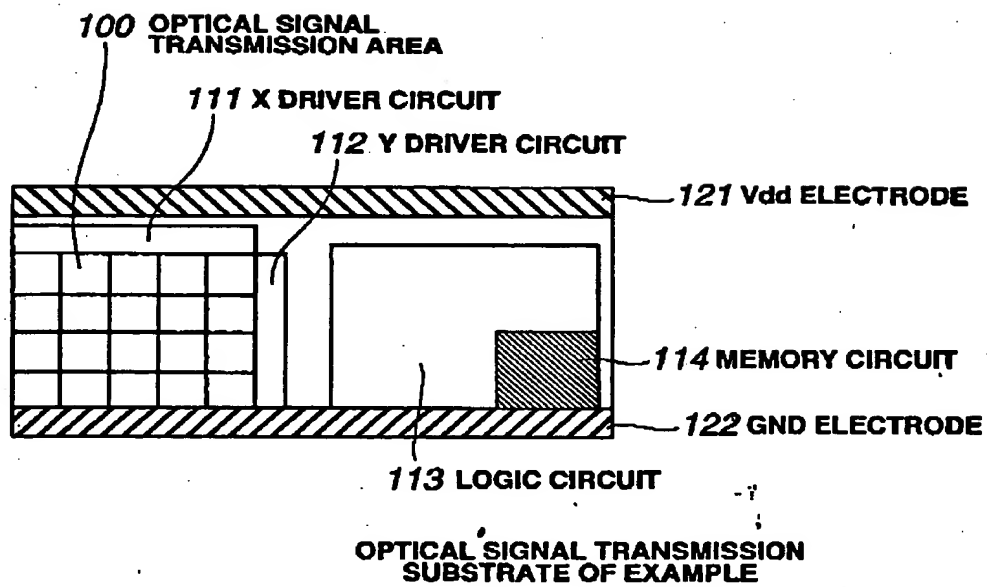 100 OPTICAL SIGNAL
TRANSMISSION AREA
111 X DRIVER CIRCUIT
112 Y DRIVER CIRCUIT
121 Vdd ELECTRODE
114 MEMORY CIRCUIT
122 GND ELECTRODE
113 LOGIC CIRCUIT
OPTICAL SIGNAL TRANSMISSION
SUBSTRATE OF EXAMPLE